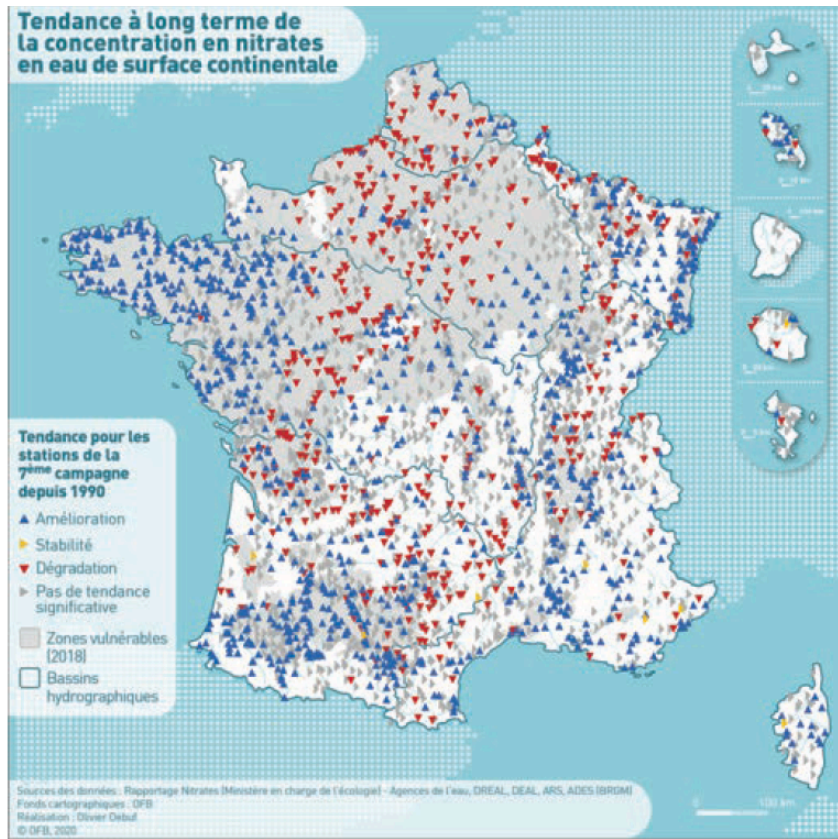 Tendance à long terme de
la concentration en nitrates
en eau de surface continentale
Tendance pour les
stations de la
7ème campagne
depuis 1990
Amélioration
Stabilité
Dégradation
Pas de tendance
significative
Zones vulnérables
(2018)
Bassins
hydrographiques
Sources des données : Rapportage Nitrates (Ministère en charge de l'écologie) - Agences de l'eau, DREAL, DEAL, ARS, ADES (BRGM)
Fonds cartographiques : OFB
Réalisation : Olivier Debuf
© OFB, 2020
0 100 km